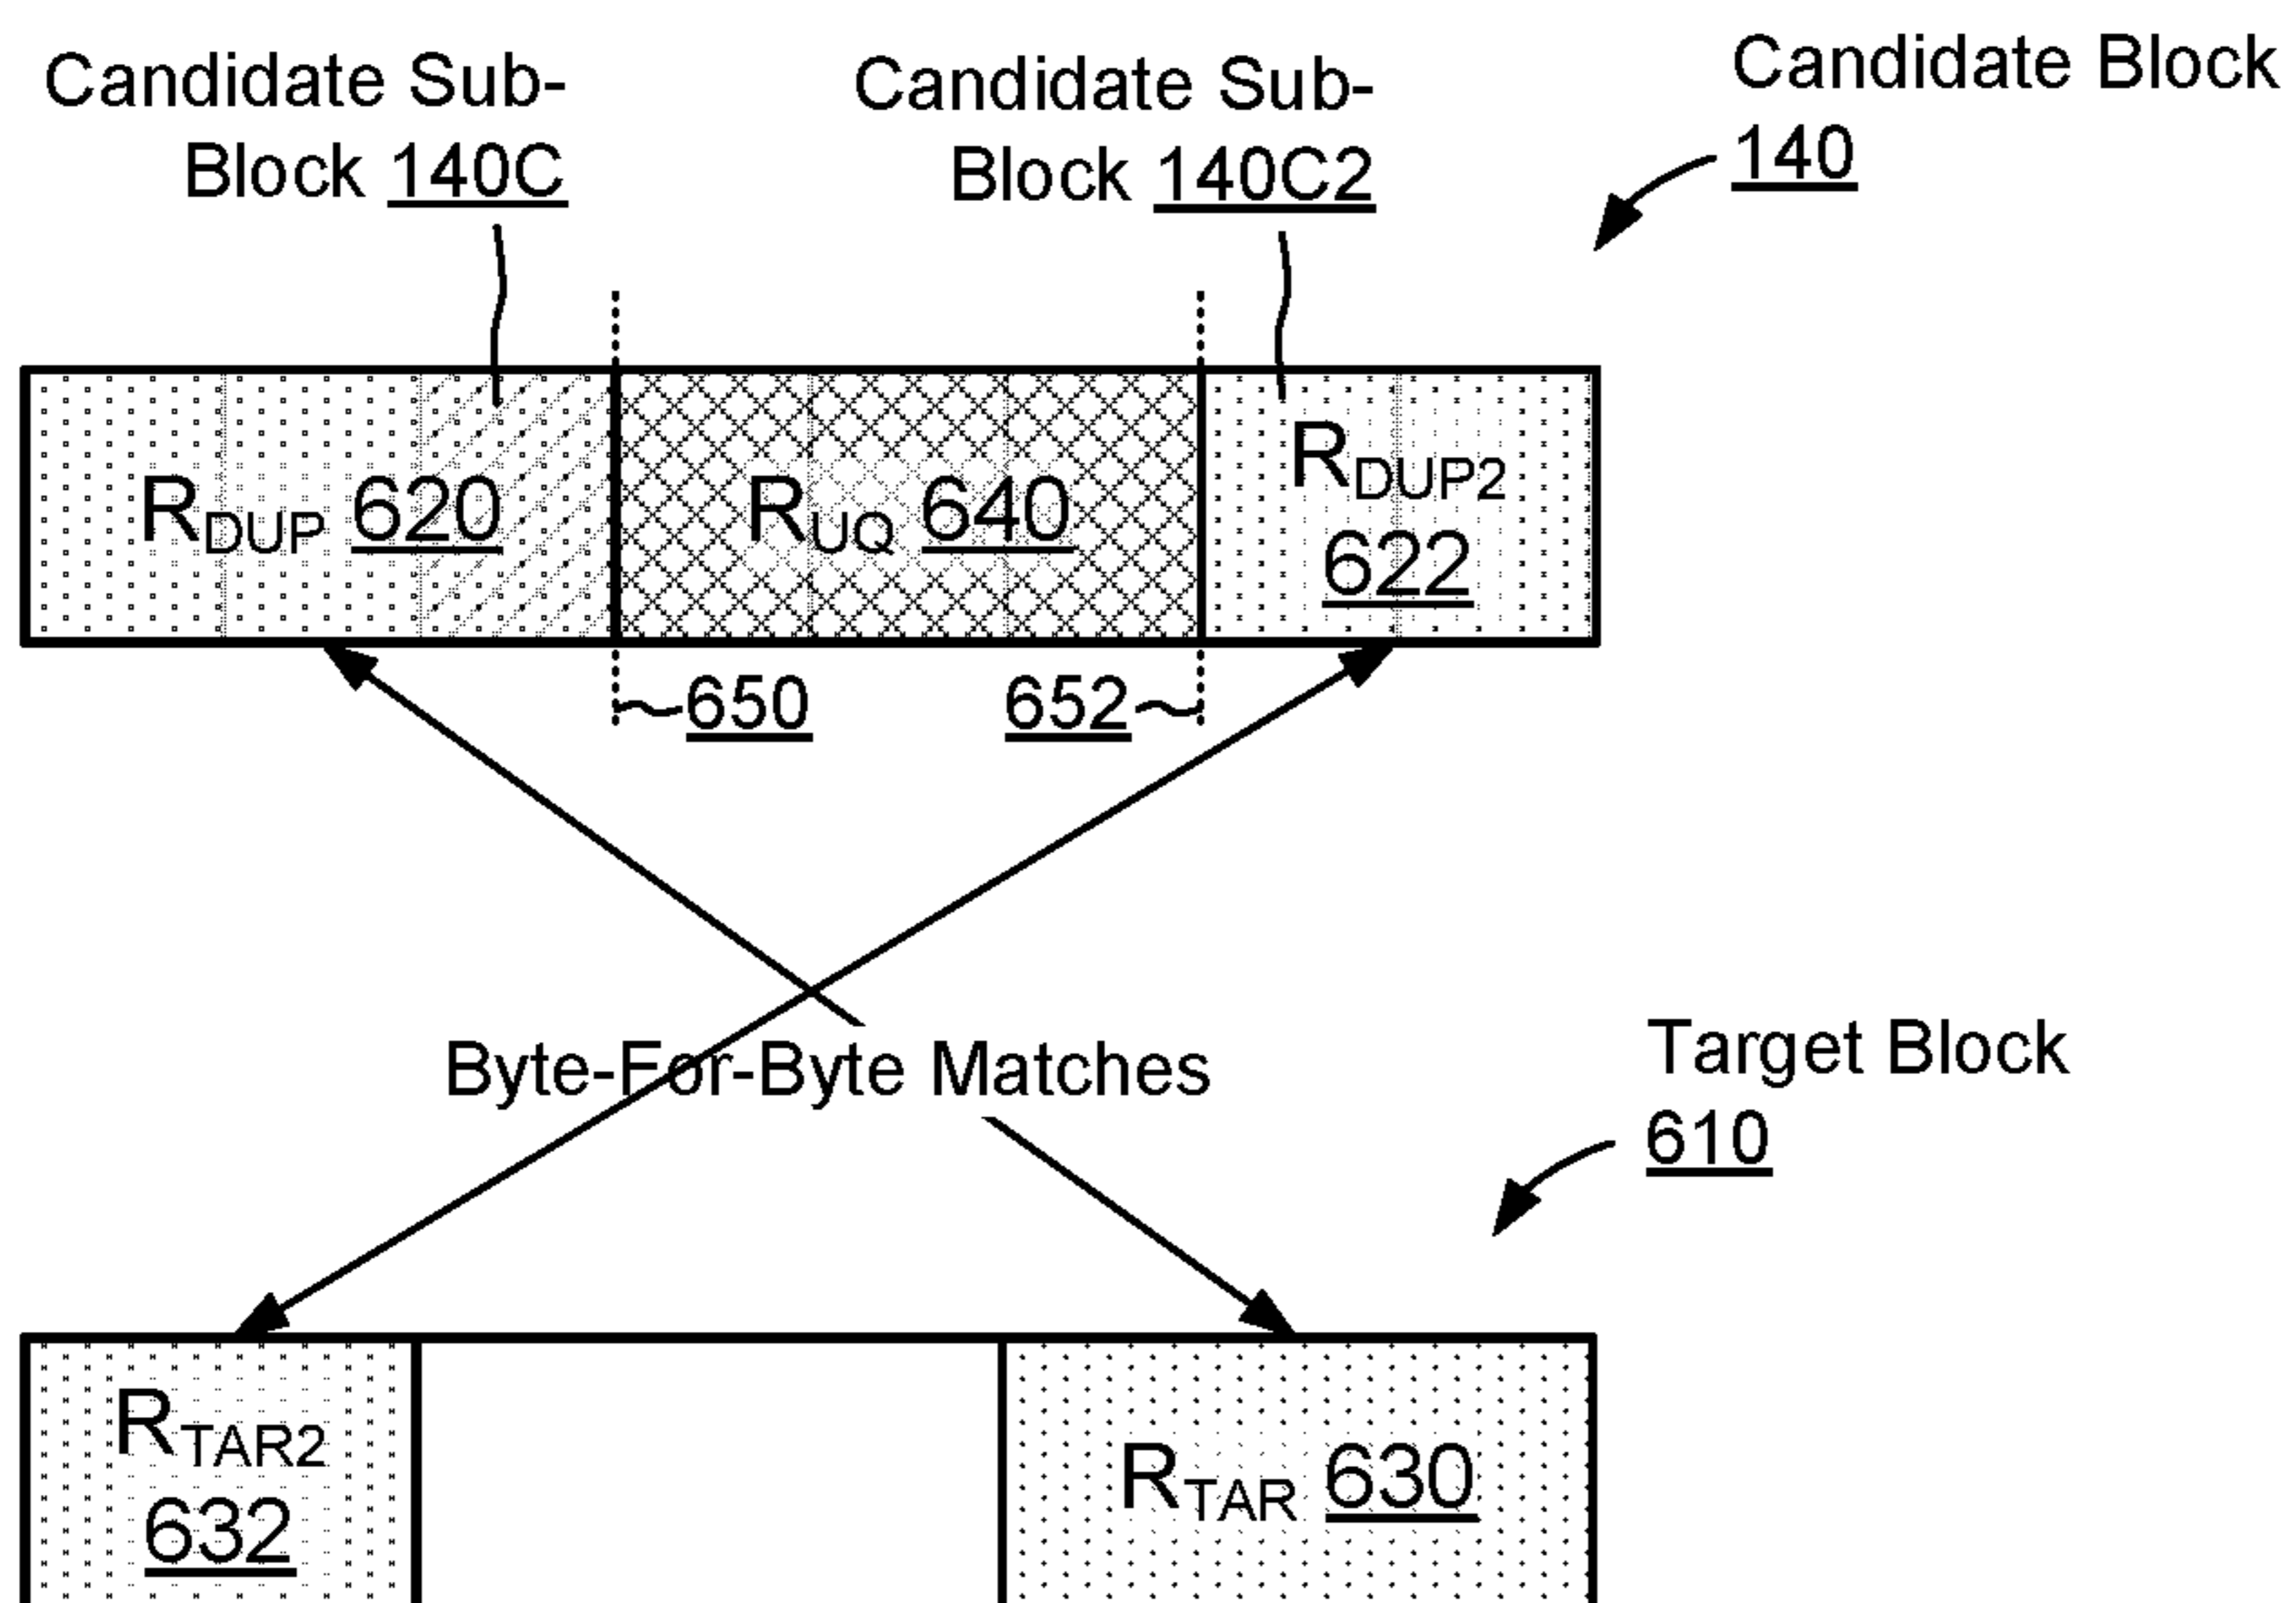 Candidate Sub-
Block 140C
Candidate Sub-
Block 140C2
Candidate Block
140
RDUP 620
RUQ 640
RDUP2
622
650
652
Byte-For-Byte Matches
Target Block
610
RTAR2
632
RTAR 630